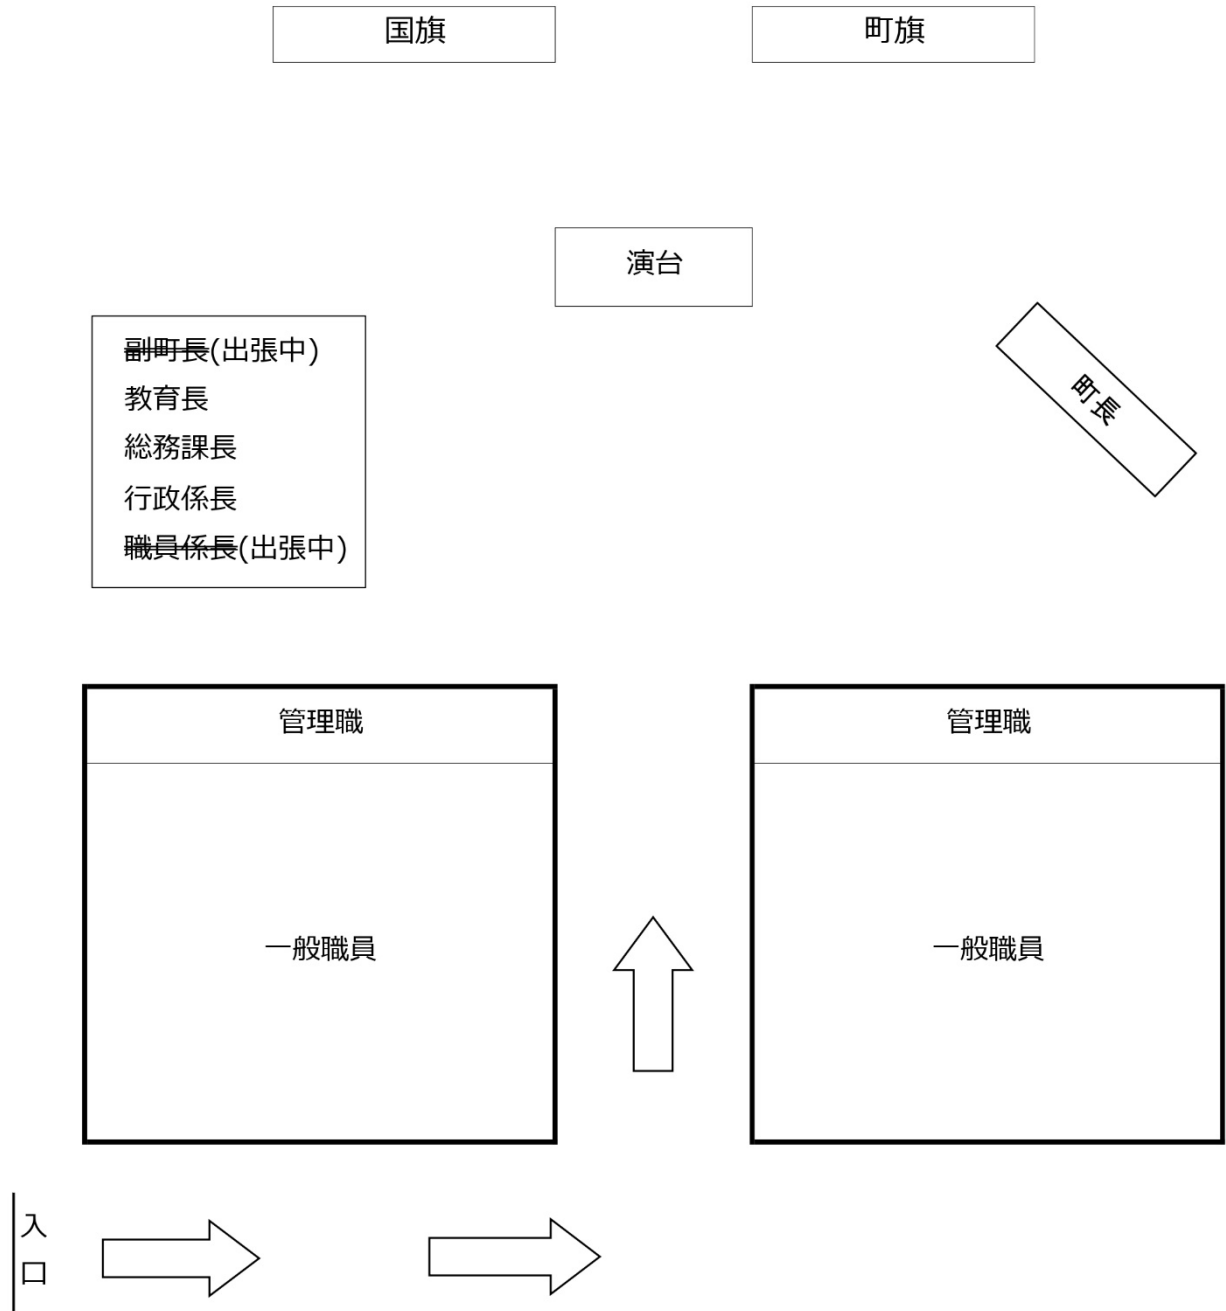 国旗
町旗
演台
副町長(出張中)
教育長
総務課長
行政係長
職員係長(出張中)
町長
管理職
管理職
一般職員
一般職員
入
口